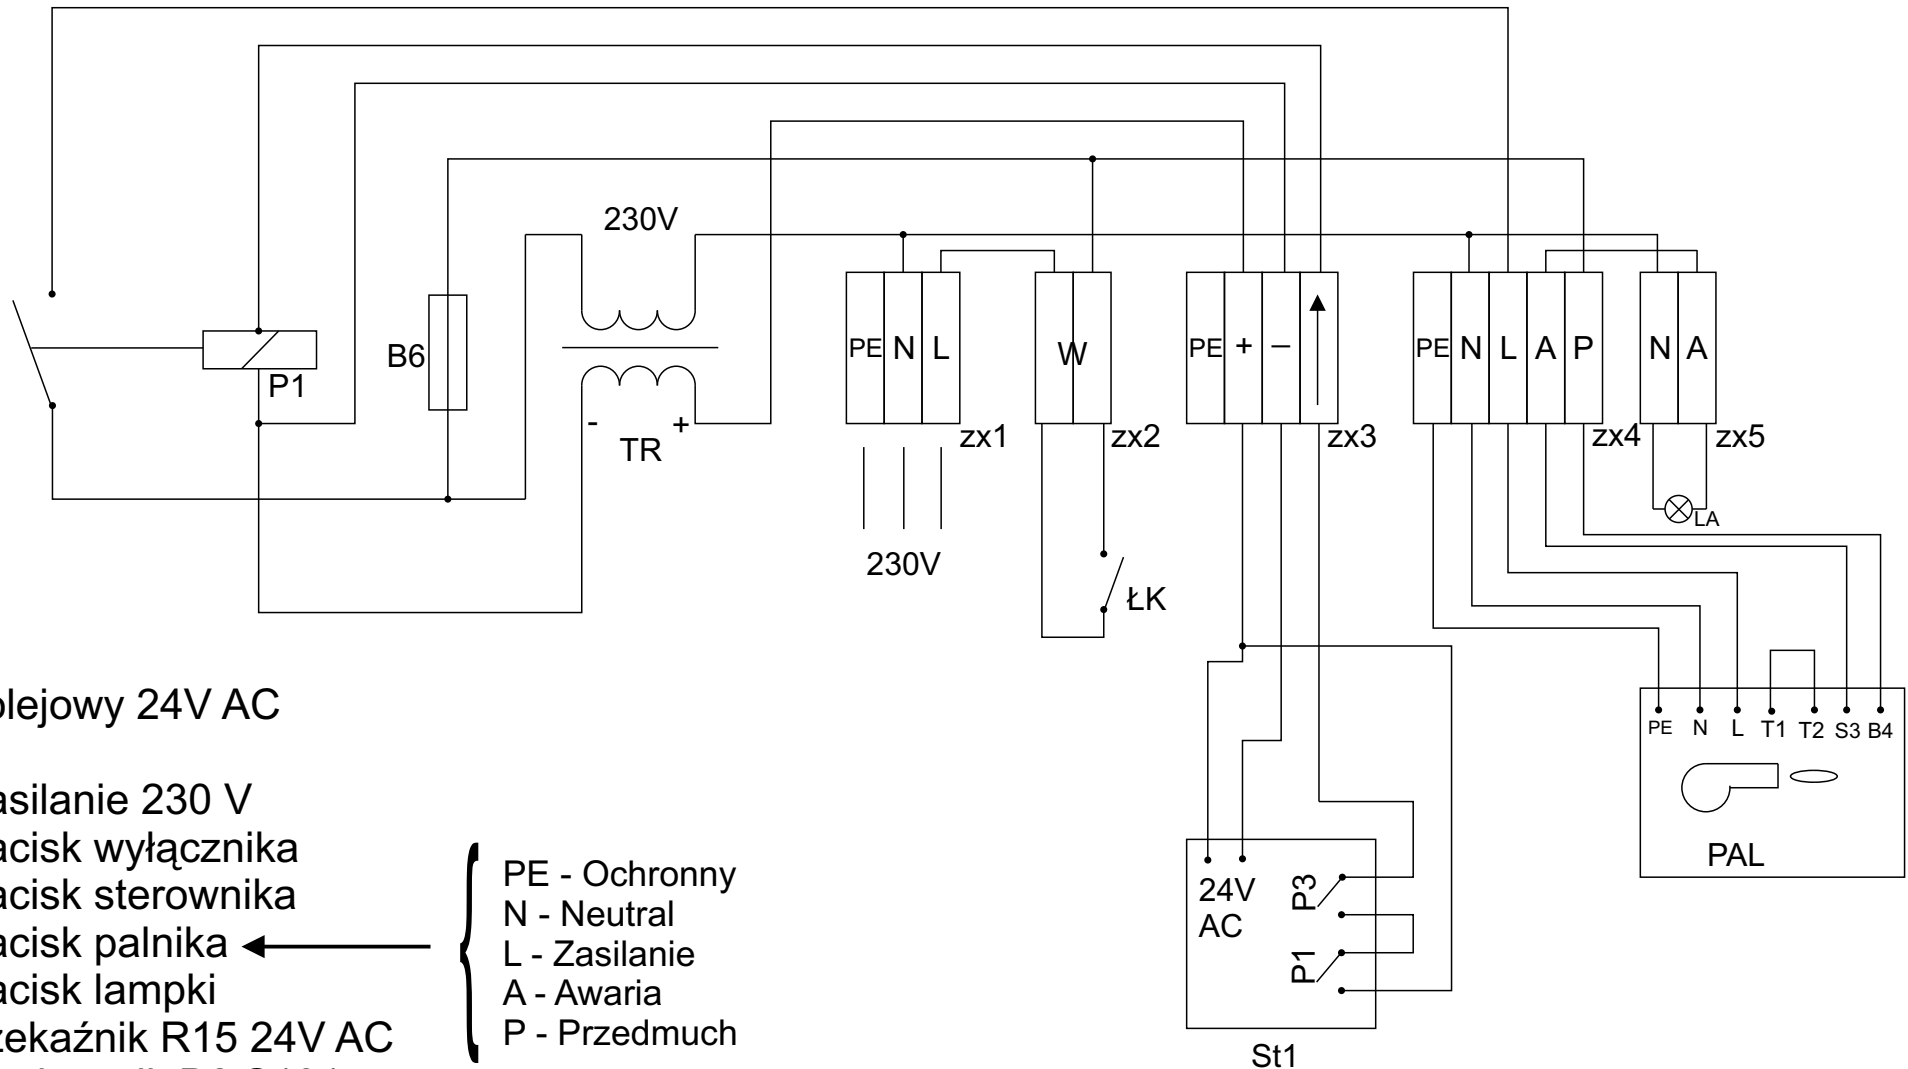 230V
B6
P1
- TR +
PE N L
zx1
230V
W
zx2
ŁK
PE + –
zx3
PE N L A P
zx4
N A
zx5
LA
PE N L T1 T2 S3 B4
PAL
24V
AC
P3
P1
St1
olejowy 24V AC
asilanie 230 V
acisk wyłącznika
acisk sterownika
acisk palnika
acisk lampki
zekaźnik R15 24V AC
PE - Ochronny
N - Neutral
L - Zasilanie
A - Awaria
P - Przedmuch